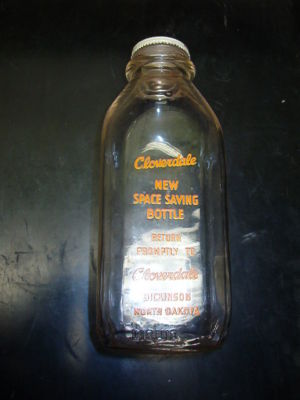 Cloverdale
NEW
SPACE SAVING
BOTTLE
RETURN
PROMPTLY TO
Cloverdale
DICKINSON
NORTH DAKOTA